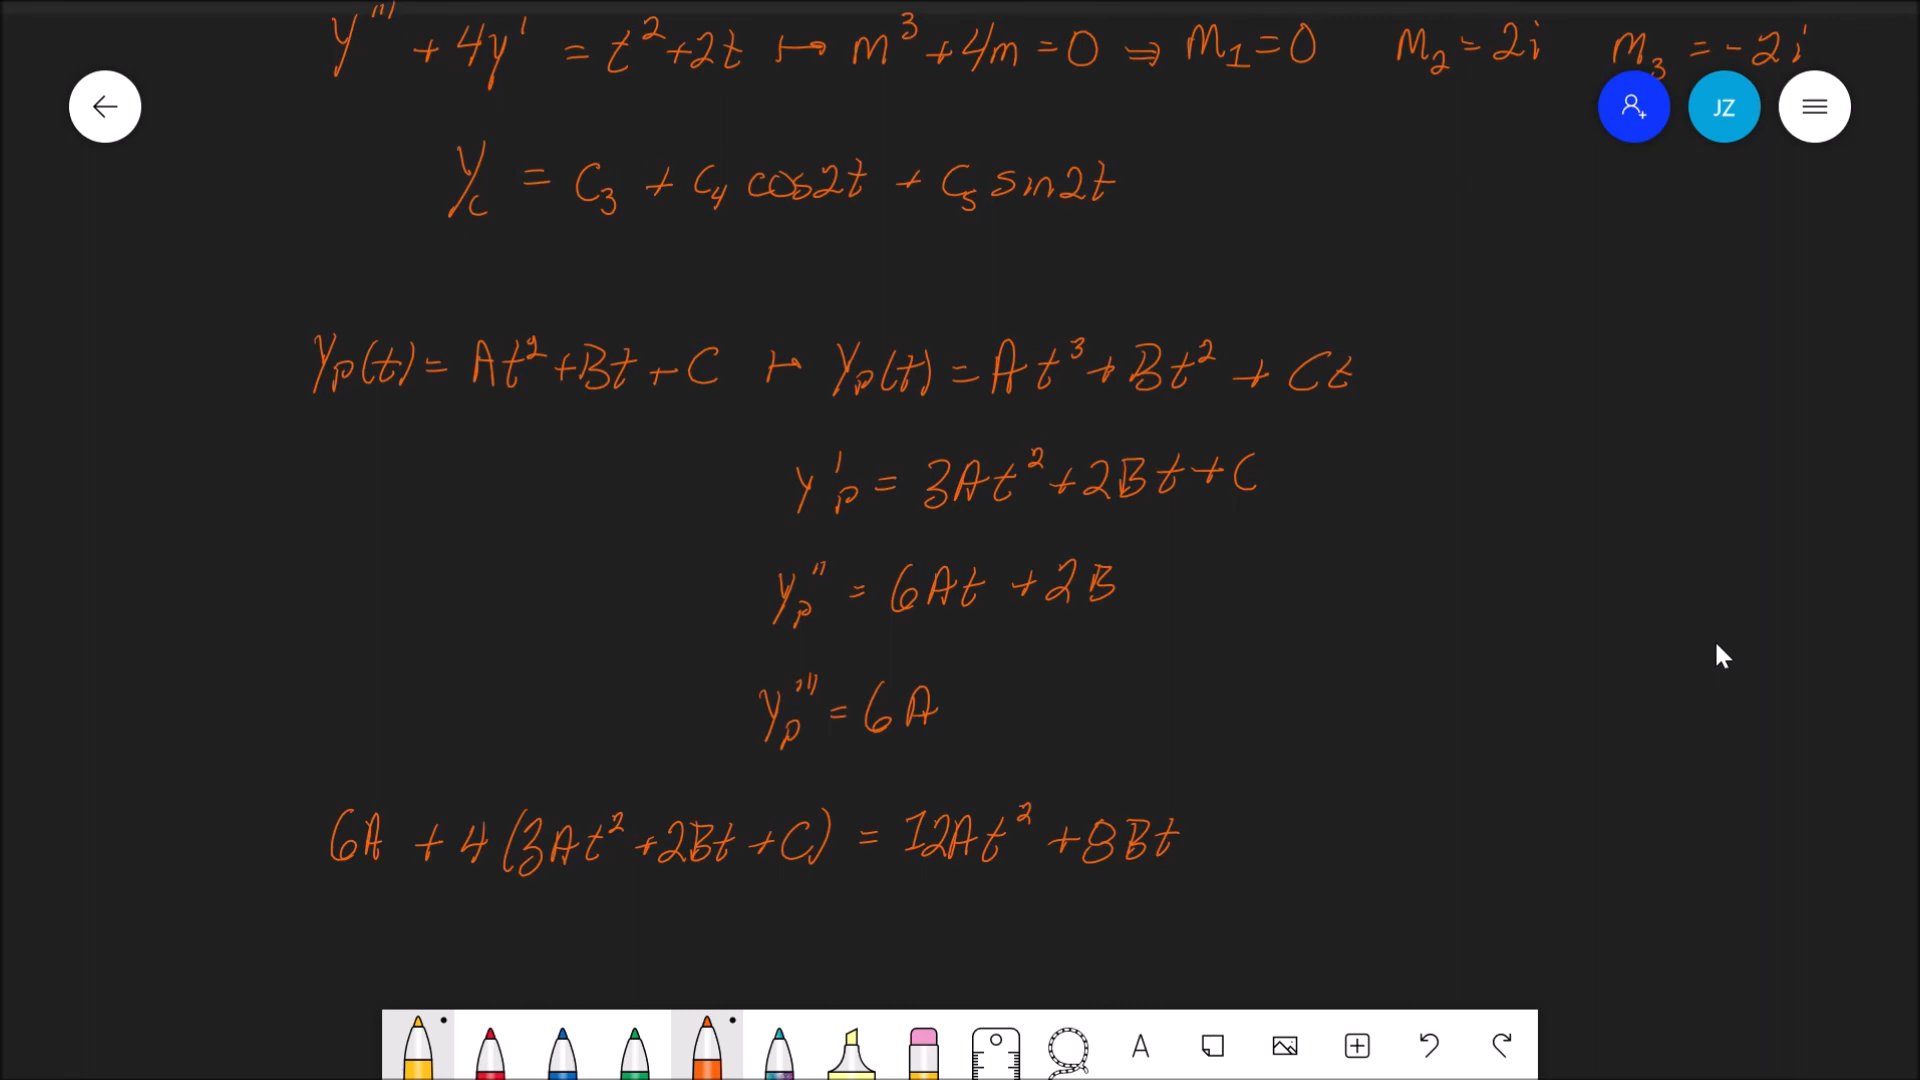 y''' + 4y' = t² + 2t ↦ m³ + 4m = 0 ⇒ m₁ = 0 m₂ = 2i m₃ = -2i
JZ
y_c = c₃ + c₄ cos2t + c₅ sin2t
y_p(t) = At² + Bt + C ↦ y_p(t) = At³ + Bt² + Ct
y'_p = 3At² + 2Bt + C
y_p'' = 6At + 2B
y_p''' = 6A
6A + 4(3At² + 2Bt + C) = 12At² + 8Bt
A